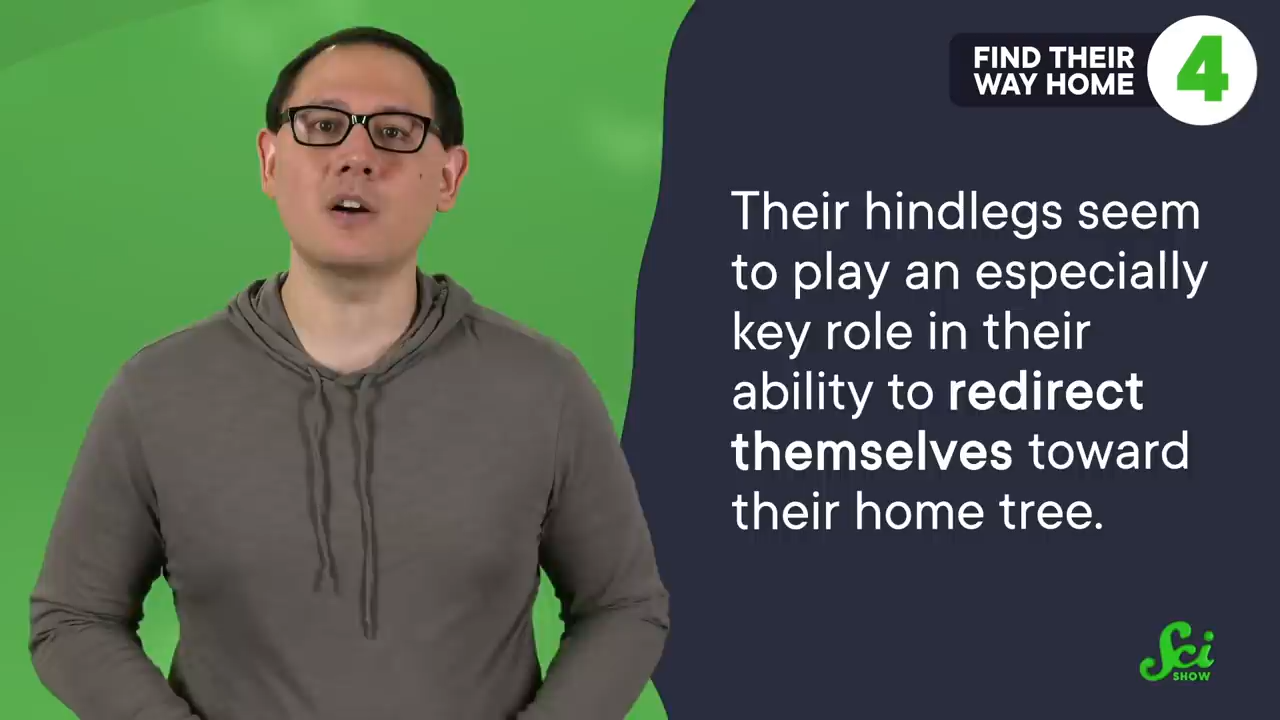 FIND THEIR
WAY HOME
4
Their hindlegs seem
to play an especially
key role in their
ability to redirect
themselves toward
their home tree.
Sci
SHOW